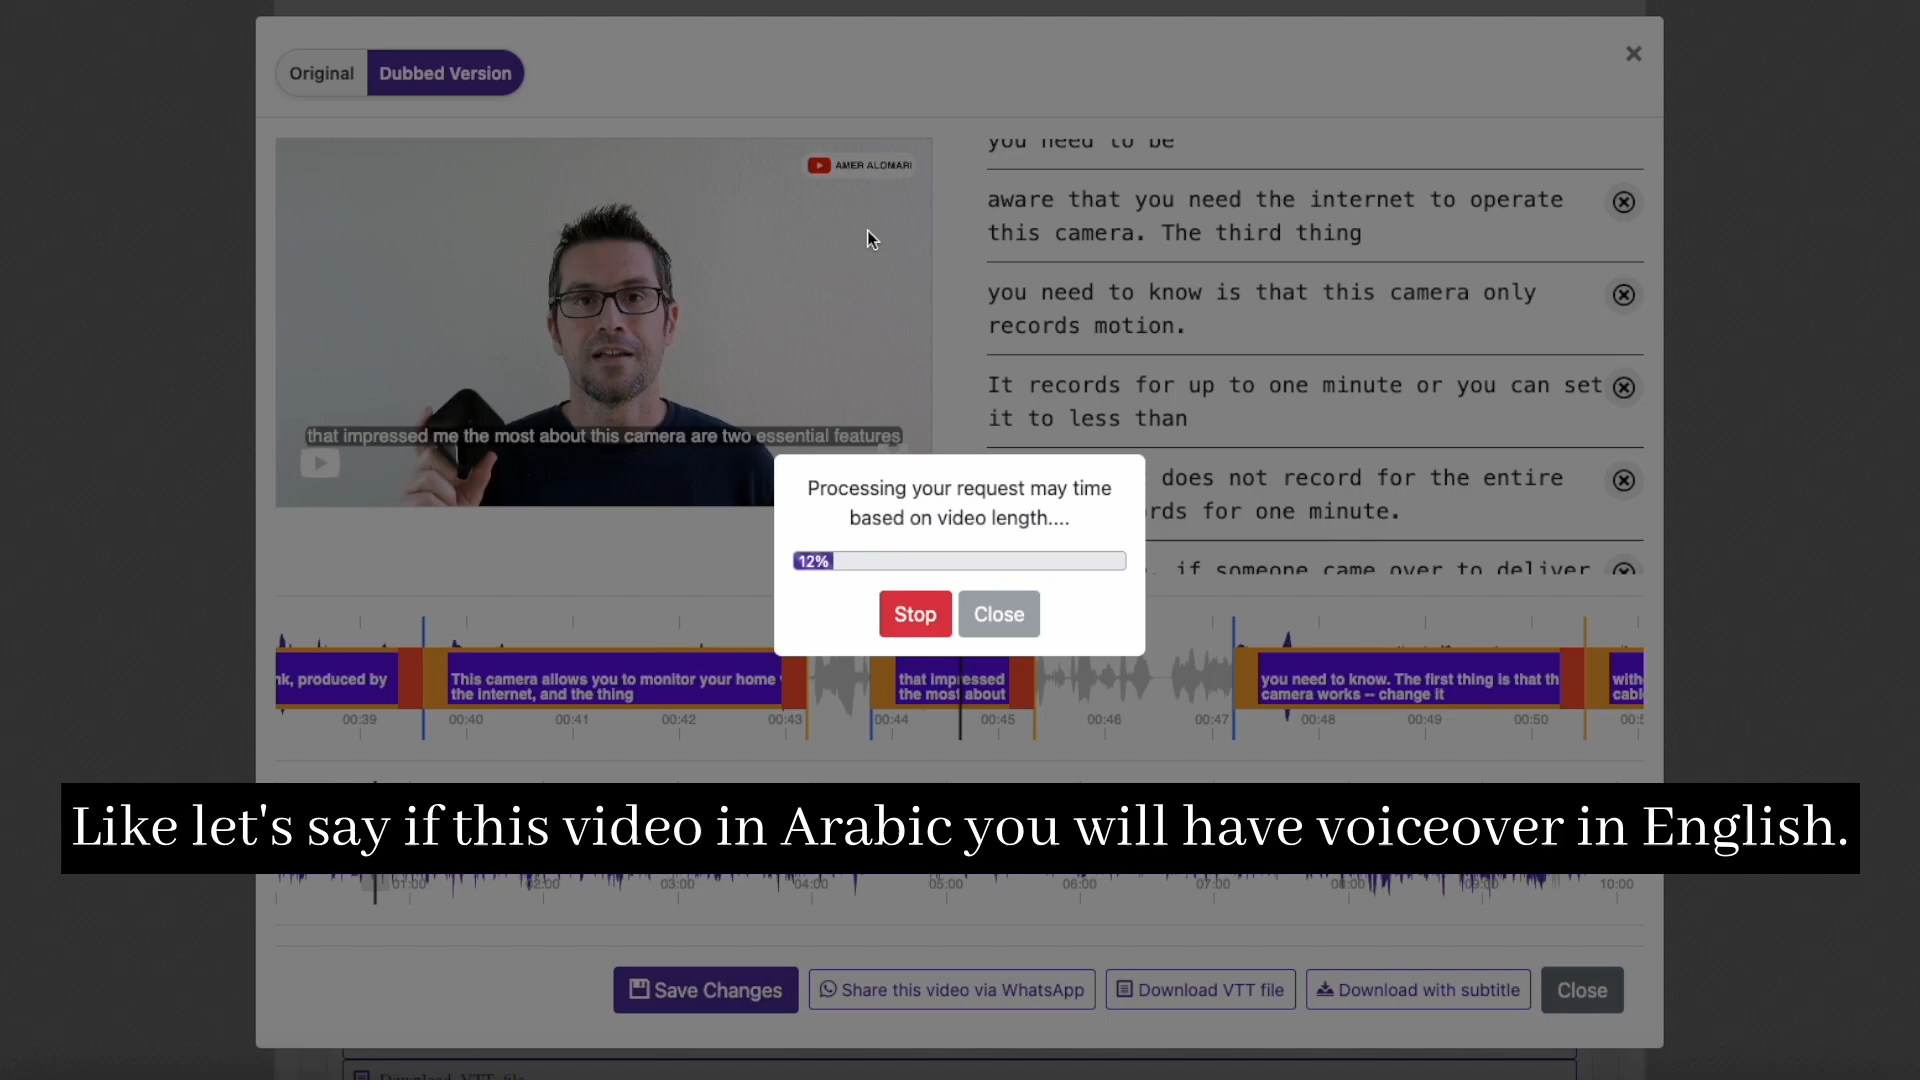 Original
Dubbed Version
AMER ALOMARI
that impressed me the most about this camera are two essential features
you need to be
aware that you need the internet to operate
this camera. The third thing
you need to know is that this camera only
records motion.
It records for up to one minute or you can set
it to less than
does not record for the entire
rds for one minute.
if someone came over to deliver
Processing your request may time
based on video length....
12%
Stop
Close
nk, produced by
This camera allows you to monitor your home
the internet, and the thing
that impressed
the most about
you need to know. The first thing is that th
camera works -- change it
with
cabl
00:39
00:40
00:41
00:42
00:43
00:44
00:45
00:46
00:47
00:48
00:49
00:50
00:5
Like let's say if this video in Arabic you will have voiceover in English.
01:00
02:00
03:00
04:00
05:00
06:00
07:00
08:00
09:00
10:00
Save Changes
Share this video via WhatsApp
Download VTT file
Download with subtitle
Close
Download VTT file